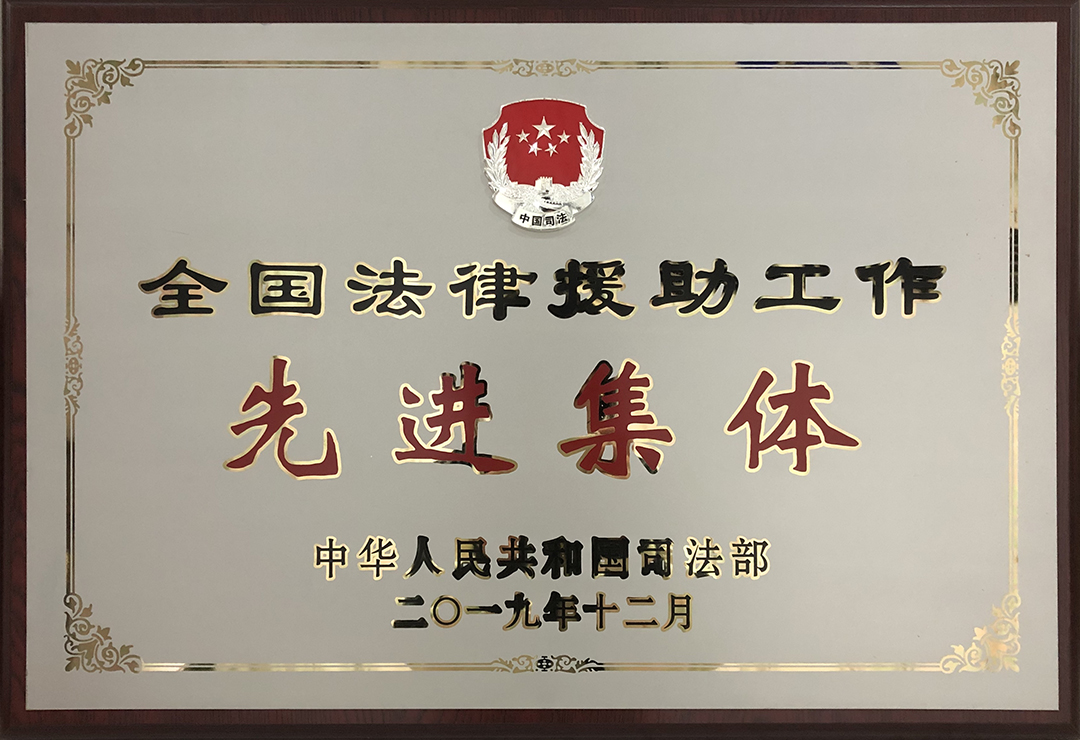 中国司法
全国法律援助工作
先进集体
中华人民共和国司法部
二〇一九年十二月